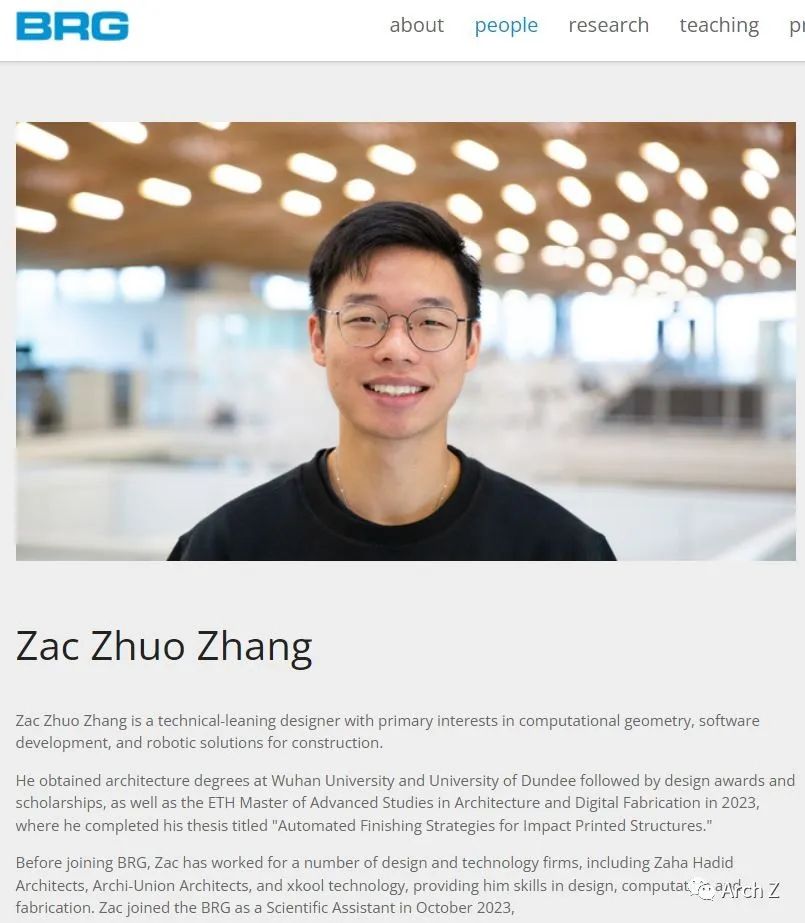 BRG
about people research teaching
Zac Zhuo Zhang
Zac Zhuo Zhang is a technical-leaning designer with primary interests in computational geometry, software
development, and robotic solutions for construction.
He obtained architecture degrees at Wuhan University and University of Dundee followed by design awards and
scholarships, as well as the ETH Master of Advanced Studies in Architecture and Digital Fabrication in 2023,
where he completed his thesis titled "Automated Finishing Strategies for Impact Printed Structures."
Before joining BRG, Zac has worked for a number of design and technology firms, including Zaha Hadid
Architects, Archi-Union Architects, and xkool technology, providing him skills in design,
fabrication. Zac joined the BRG as a Scientific Assistant in October 2023,
Arch Z